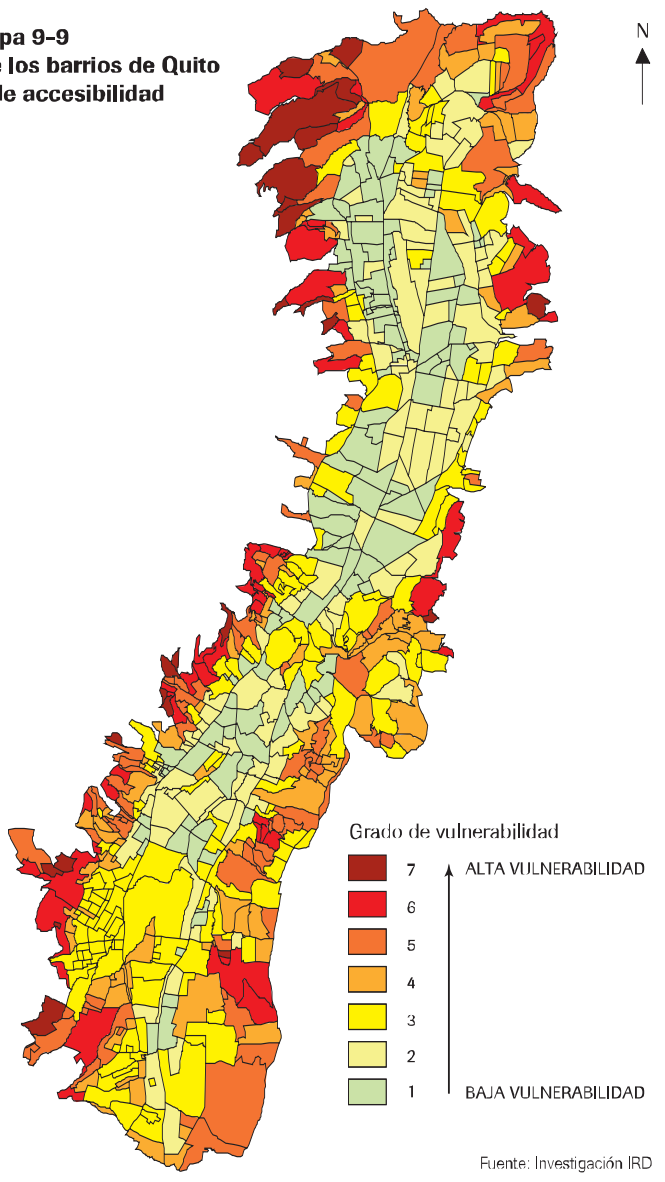 pa 9-9
los barrios de Quito
de accesibilidad
N
Grado de vulnerabilidad
7 ALTA VULNERABILIDAD
6
5
4
3
2
1 BAJA VULNERABILIDAD
Fuente: Investigación IRD